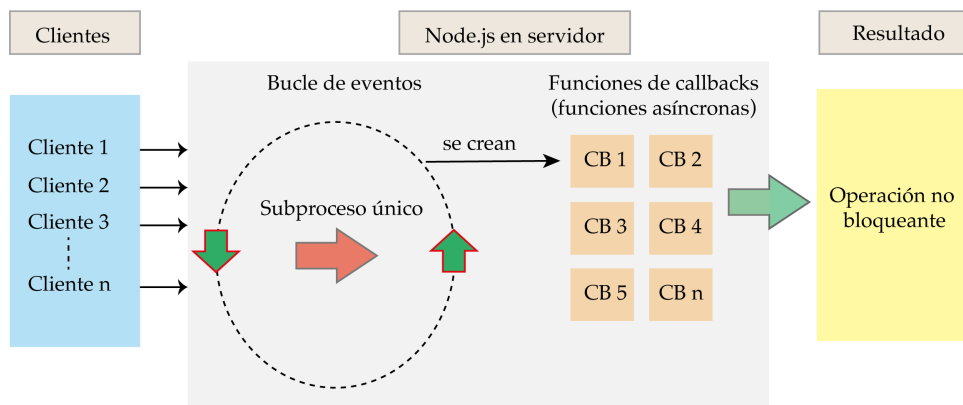 Clientes
Node.js en servidor
Resultado
Bucle de eventos
Funciones de callbacks
(funciones asíncronas)
Cliente 1
Cliente 2
Cliente 3
Cliente n
se crean
Subproceso único
CB 1
CB 2
CB 3
CB 4
CB 5
CB n
Operación no
bloqueante